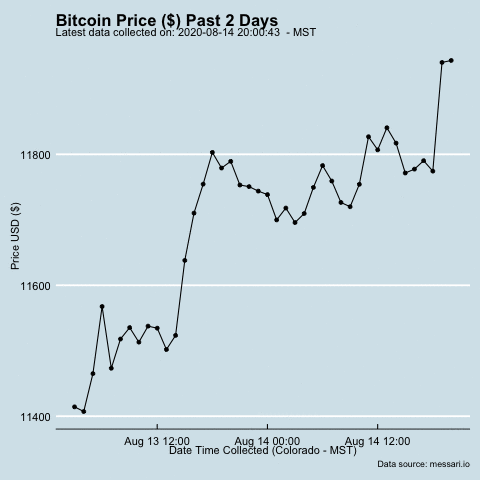 Bitcoin Price ($) Past 2 Days
Latest data collected on: 2020-08-14 20:00:43  - MST
Price USD ($)
11800
11600
11400
Aug 13 12:00 Aug 14 00:00 Aug 14 12:00
Date Time Collected (Colorado - MST)
Data source: messari.io